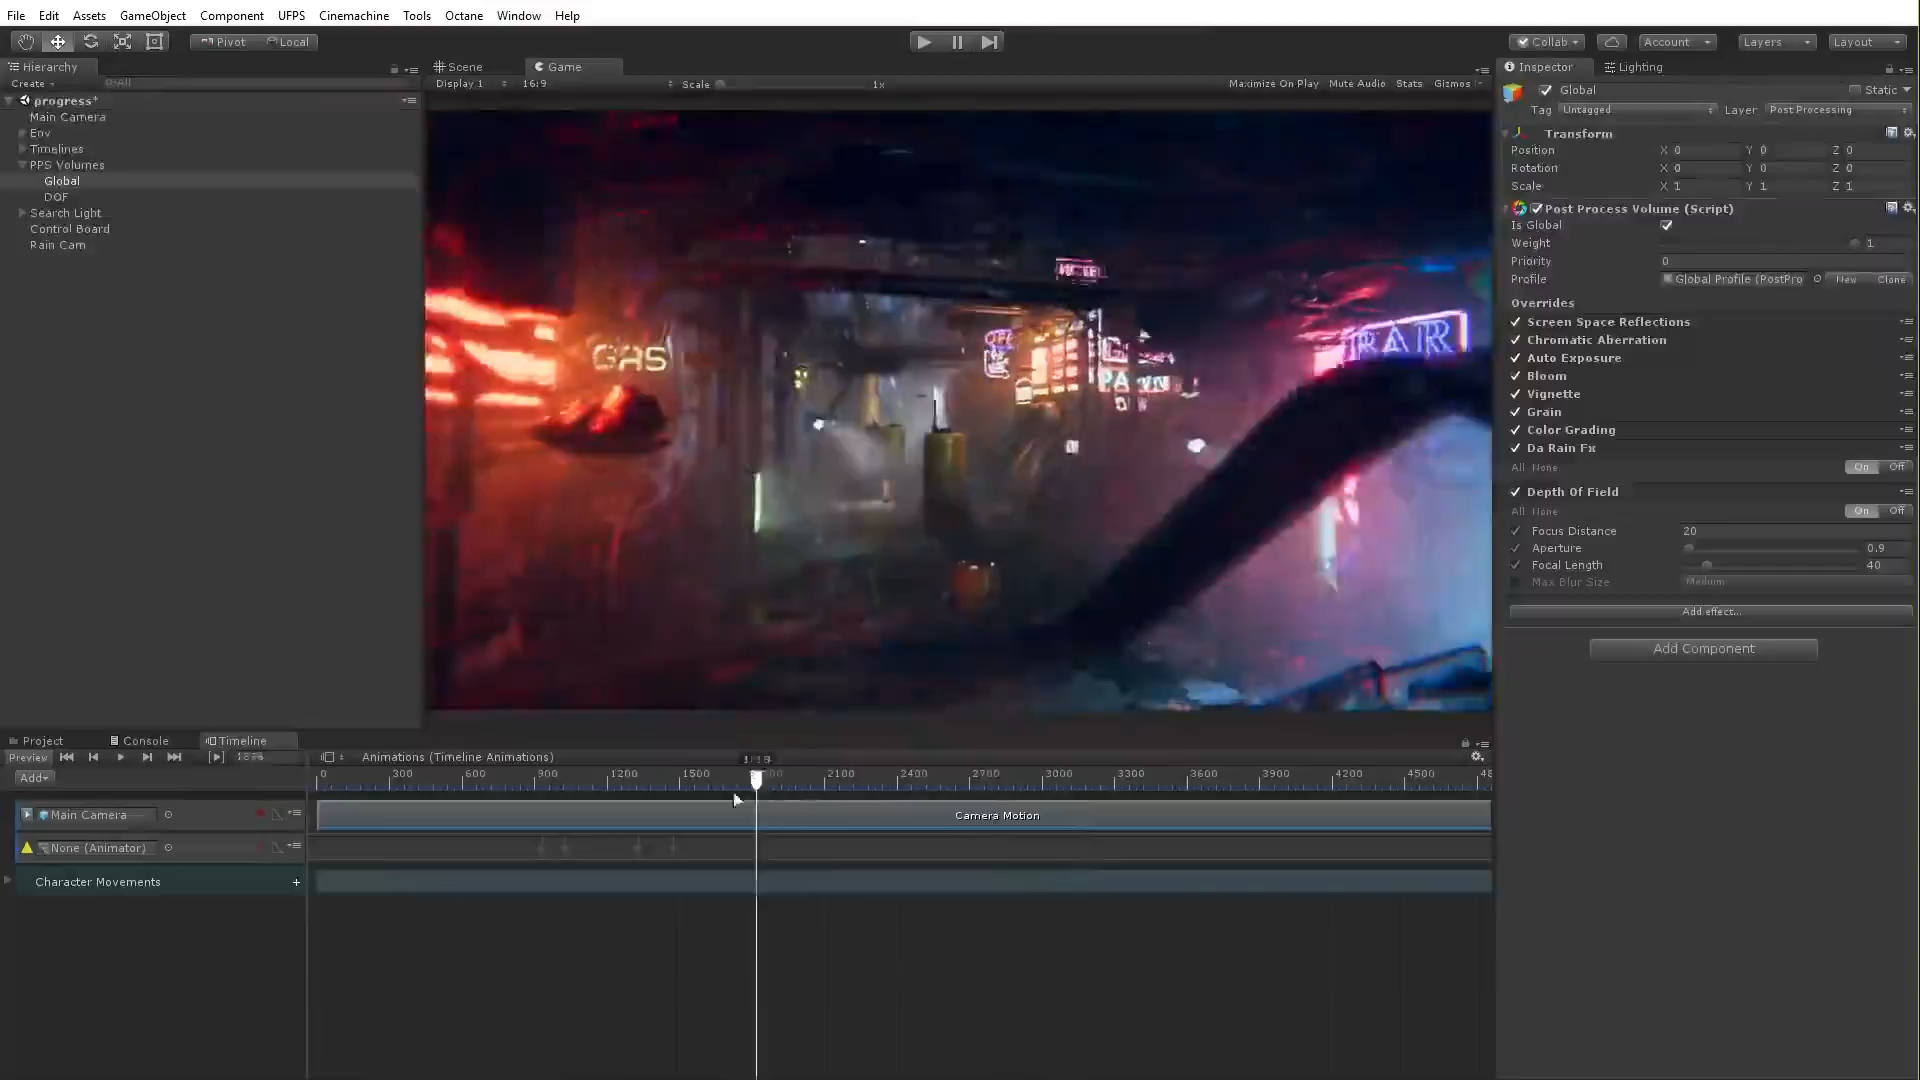 File Edit Assets GameObject Component UFPS Cinemachine Tools Octane Window Help
Pivot Local Collab Account Layers Layout
Hierarchy Scene Game Inspector Lighting
Create All Display 1 16:9 Scale 1x Maximize On Play Mute Audio Stats Gizmos
progress*
Main Camera
Env
Timelines
PPS Volumes
Global
DOF
Search Light
Control Board
Rain Cam
HOTEL
GAS
BAR
PAWN
Global Static
Tag Untagged Layer Post Processing
Transform
Position X 0 Y 0 Z 0
Rotation X 0 Y 0 Z 0
Scale X 1 Y 1 Z 1
Post Process Volume (Script)
Is Global
Weight 1
Priority 0
Profile Global Profile (PostPro New Clone
Overrides
Screen Space Reflections
Chromatic Aberration
Auto Exposure
Bloom
Vignette
Grain
Color Grading
Da Rain Fx
All None On Off
Depth Of Field
All None On Off
Focus Distance 20
Aperture 0.9
Focal Length 40
Max Blur Size Medium
Add effect...
Add Component
Project Console Timeline
Preview Animations (Timeline Animations)
Add 0 300 600 900 1200 1500 2100 2400 2700 3000 3300 3600 3900 4200 4500 48
Main Camera Camera Motion
None (Animator)
Character Movements +